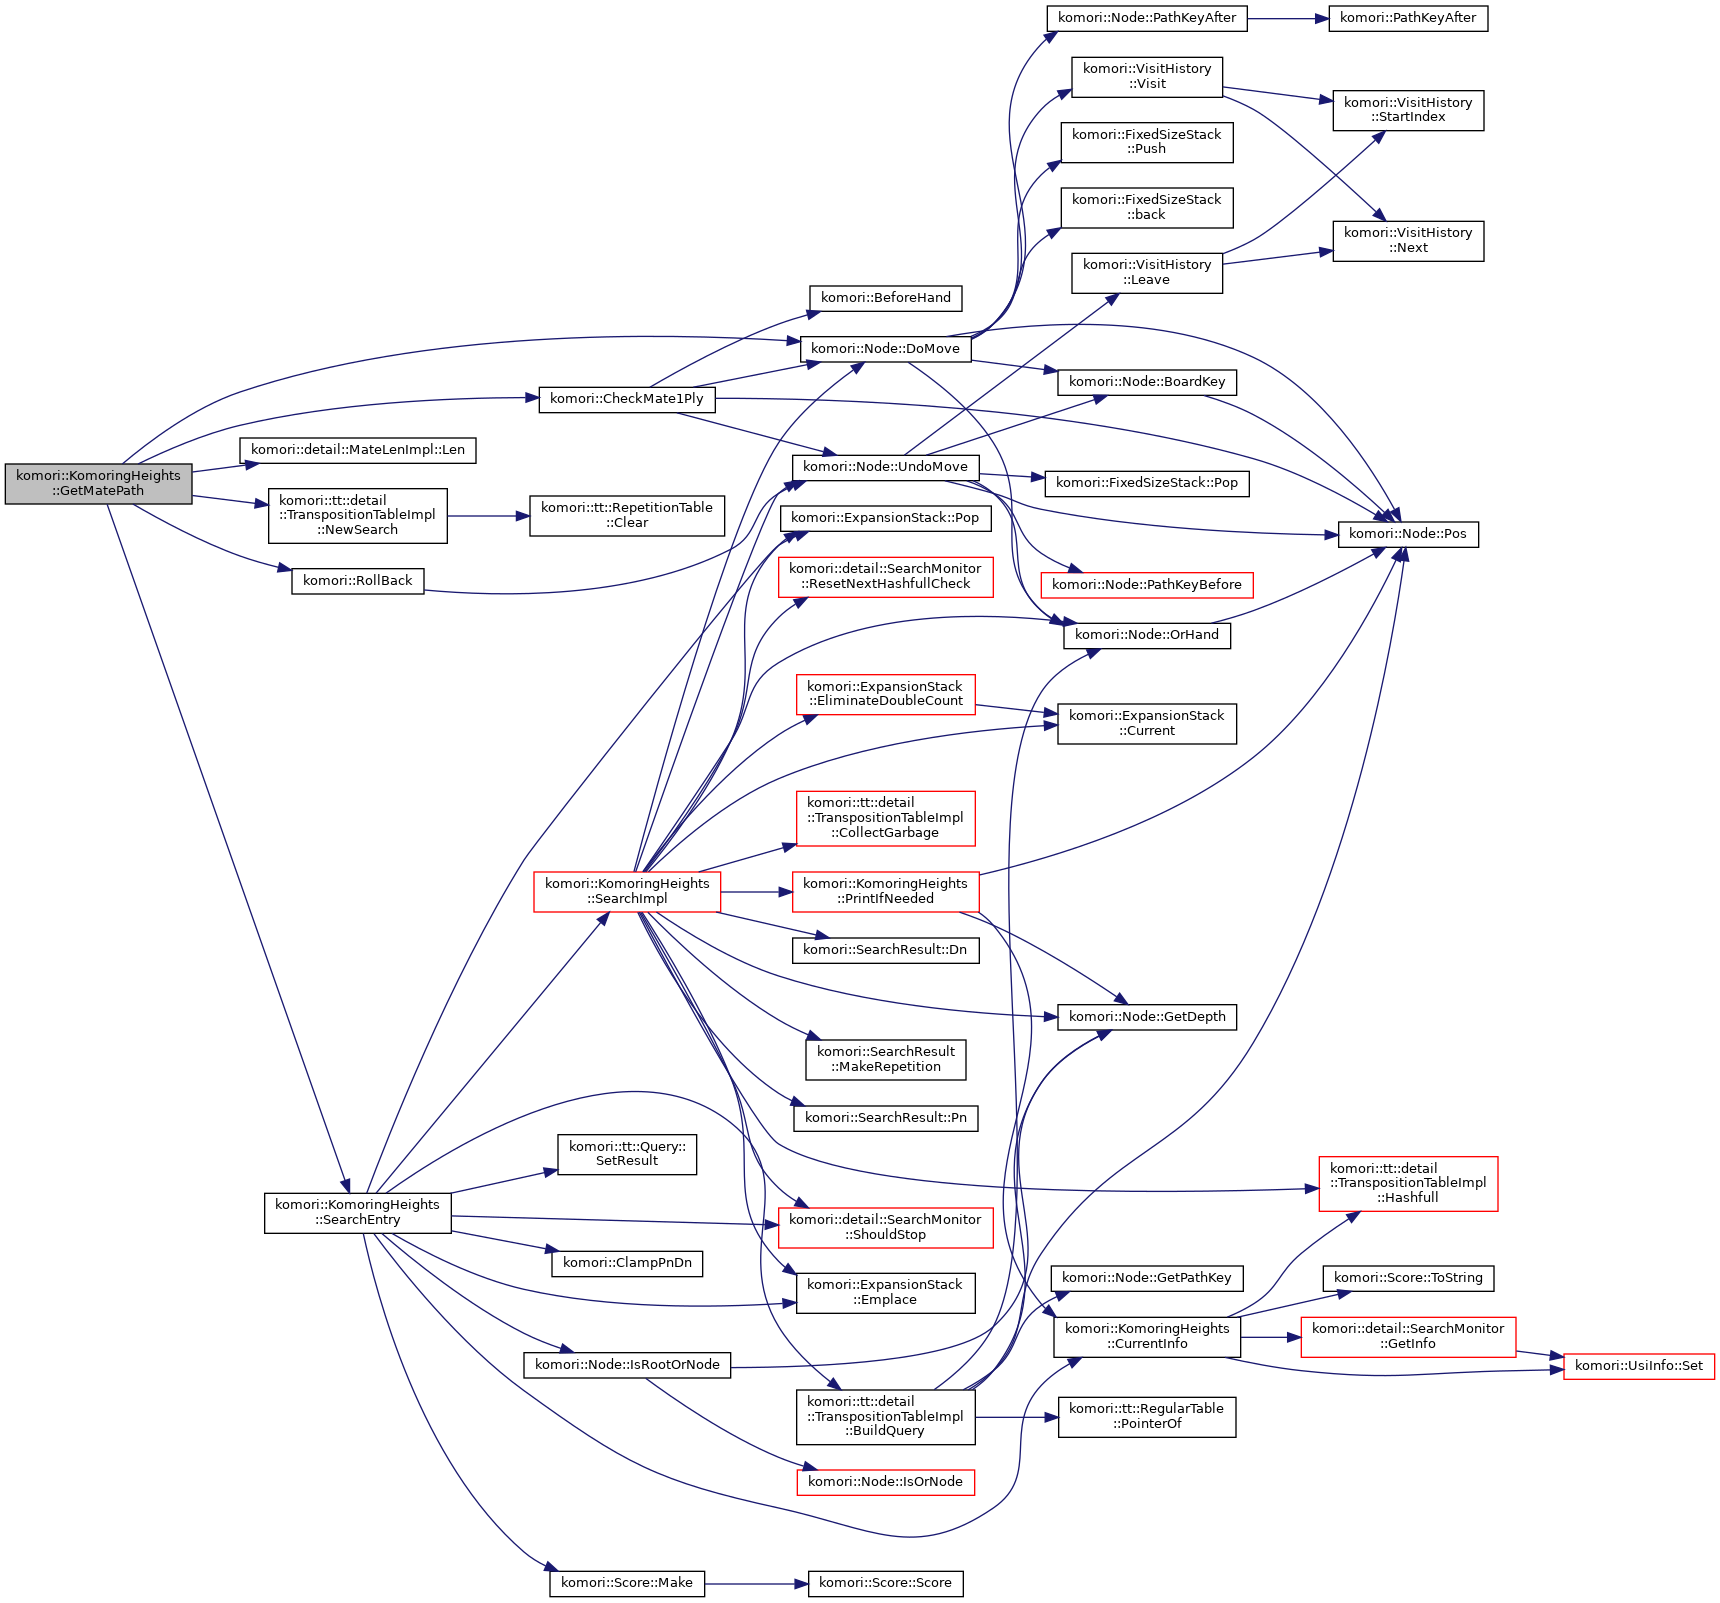 komori::KomoringHeights
::GetMatePath
komori::CheckMate1Ply
komori::detail::MateLenImpl::Len
komori::tt::detail
::TranspositionTableImpl
::NewSearch
komori::RollBack
komori::KomoringHeights
::SearchEntry
komori::tt::RepetitionTable
::Clear
komori::KomoringHeights
::SearchImpl
komori::tt::Query::
SetResult
komori::ClampPnDn
komori::Node::IsRootOrNode
komori::Score::Make
komori::BeforeHand
komori::Node::DoMove
komori::Node::UndoMove
komori::ExpansionStack::Pop
komori::detail::SearchMonitor
::ResetNextHashfullCheck
komori::ExpansionStack
::EliminateDoubleCount
komori::tt::detail
::TranspositionTableImpl
::CollectGarbage
komori::KomoringHeights
::PrintIfNeeded
komori::SearchResult::Dn
komori::SearchResult
::MakeRepetition
komori::SearchResult::Pn
komori::detail::SearchMonitor
::ShouldStop
komori::ExpansionStack
::Emplace
komori::tt::detail
::TranspositionTableImpl
::BuildQuery
komori::Node::IsOrNode
komori::Score::Score
komori::Node::PathKeyAfter
komori::VisitHistory
::Visit
komori::FixedSizeStack
::Push
komori::FixedSizeStack
::back
komori::VisitHistory
::Leave
komori::Node::BoardKey
komori::FixedSizeStack::Pop
komori::Node::PathKeyBefore
komori::Node::OrHand
komori::ExpansionStack
::Current
komori::Node::GetDepth
komori::Node::GetPathKey
komori::KomoringHeights
::CurrentInfo
komori::tt::RegularTable
::PointerOf
komori::PathKeyAfter
komori::VisitHistory
::StartIndex
komori::VisitHistory
::Next
komori::Node::Pos
komori::tt::detail
::TranspositionTableImpl
::Hashfull
komori::Score::ToString
komori::detail::SearchMonitor
::GetInfo
komori::UsiInfo::Set